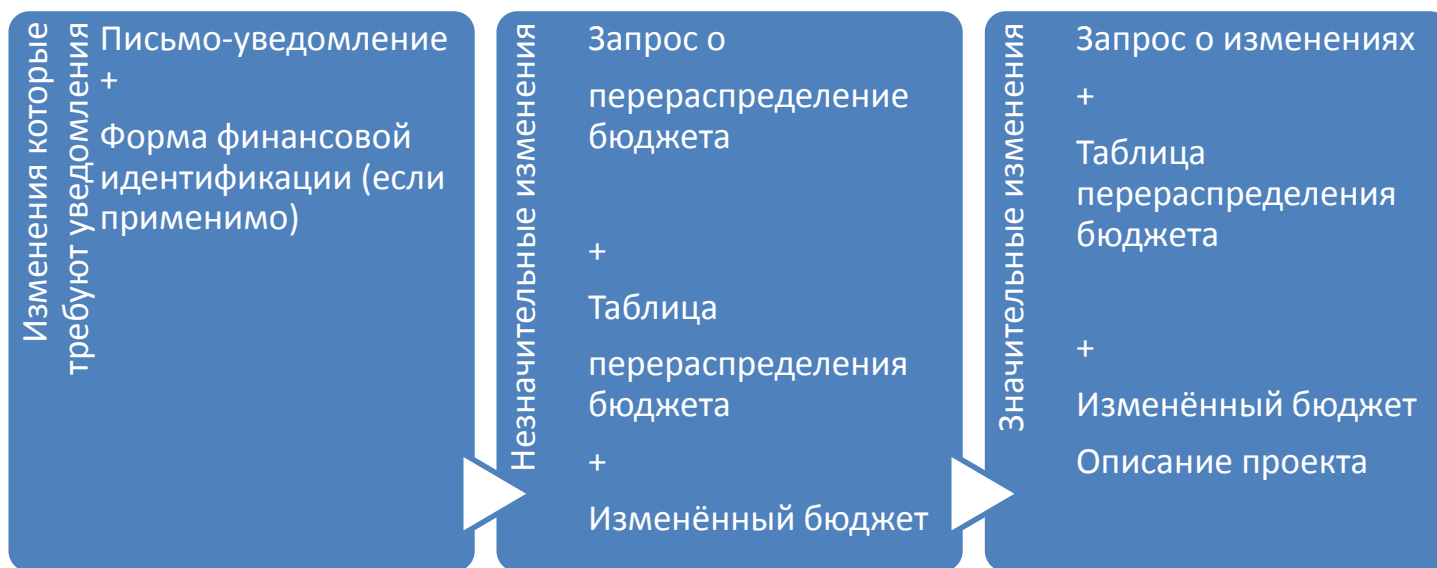 Изменения которые
требуют уведомления
Письмо-уведомление
+
Форма финансовой
идентификации (если
применимо)
Незначительные изменения
Запрос о
перераспределение
бюджета
+
Таблица
перераспределения
бюджета
+
Изменённый бюджет
Значительные изменения
Запрос о изменениях
+
Таблица
перераспределения
бюджета
+
Изменённый бюджет
Описание проекта